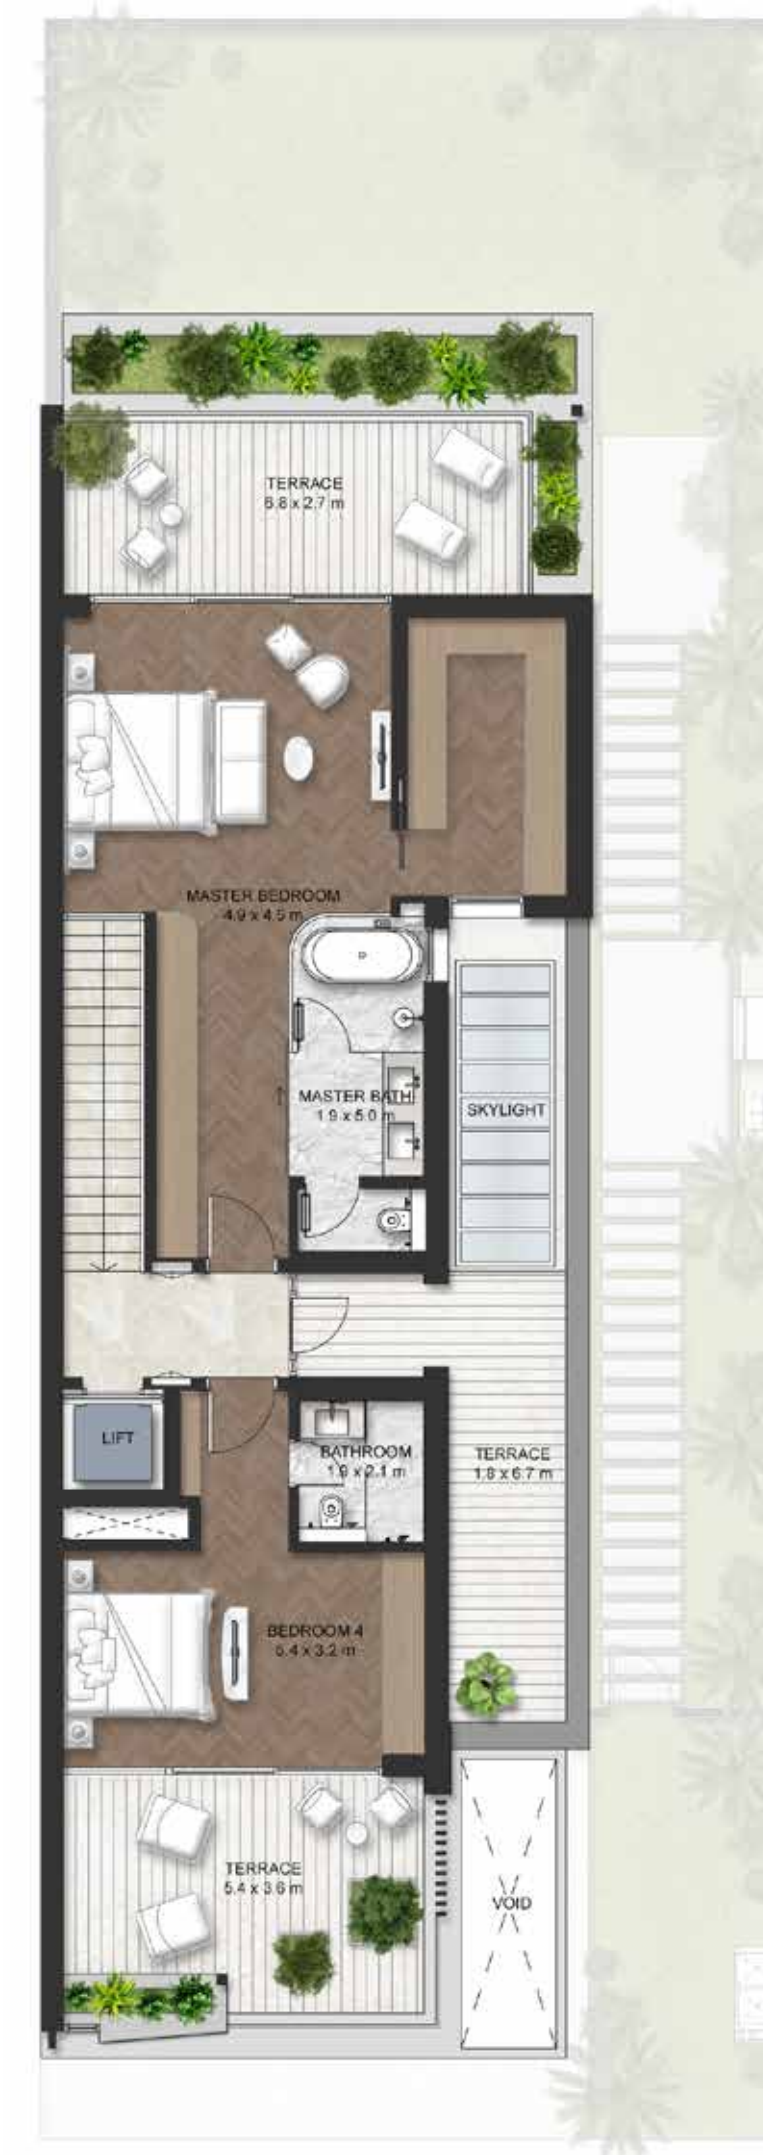 TERRACE
6.8 x 2.7 m
MASTER BEDROOM
4.9 x 4.5 m
MASTER BATH
1.9 x 5.0 m
SKYLIGHT
LIFT
BATHROOM
1.9 x 2.1 m
TERRACE
1.8 x 6.7 m
BEDROOM 4
5.4 x 3.2 m
TERRACE
5.4 x 3.6 m
VOID